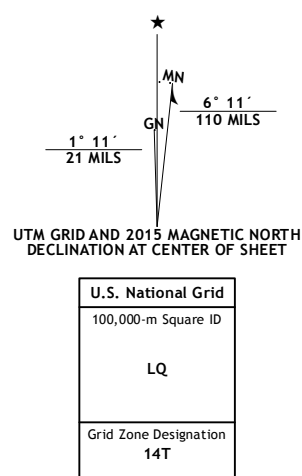 ★
MN
GN
6° 11´
110 MILS
1° 11´
21 MILS
UTM GRID AND 2015 MAGNETIC NORTH
DECLINATION AT CENTER OF SHEET
U.S. National Grid
100,000-m Square ID
LQ
Grid Zone Designation
14T